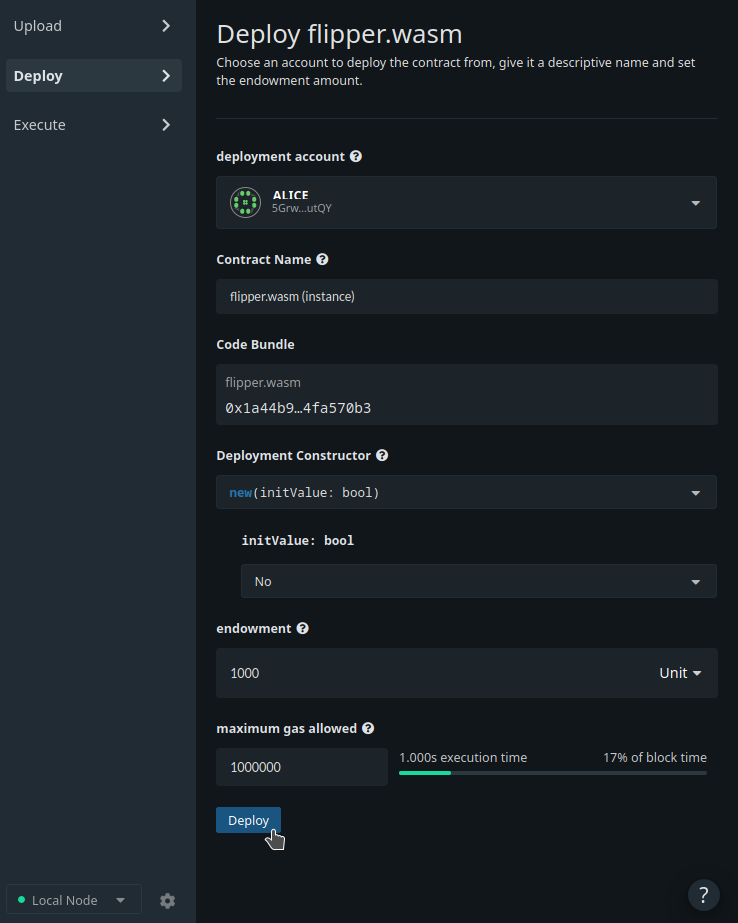 Upload
Deploy
Execute
Deploy flipper.wasm
Choose an account to deploy the contract from, give it a descriptive name and set
the endowment amount.
deployment account ?
ALICE
5Grw...utQY
Contract Name ?
flipper.wasm (instance)
Code Bundle
flipper.wasm
0x1a44b9…4fa570b3
Deployment Constructor ?
new(initValue: bool)
initValue: bool
No
endowment ?
1000 Unit
maximum gas allowed ?
1000000
1.000s execution time 17% of block time
Deploy
Local Node
?